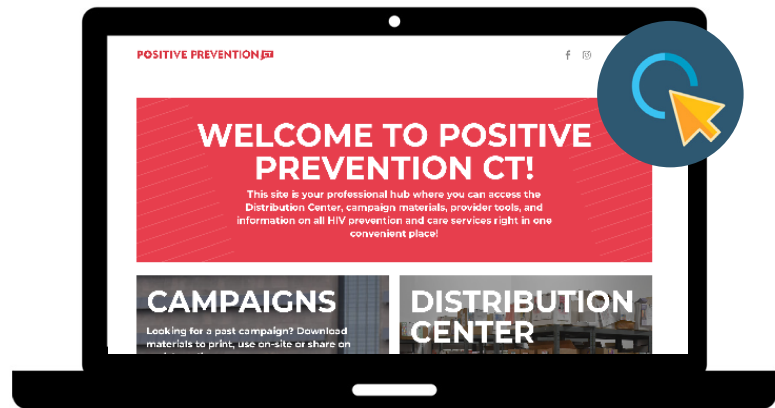 POSITIVE PREVENTION CT
WELCOME TO POSITIVE
PREVENTION CT!
This site is your professional hub where you can access the
Distribution Center, campaign materials, provider tools, and
information on all HIV prevention and care services right in one
convenient place!
CAMPAIGNS
Looking for a past campaign? Download
materials to print, use on-site or share on
DISTRIBUTION
CENTER